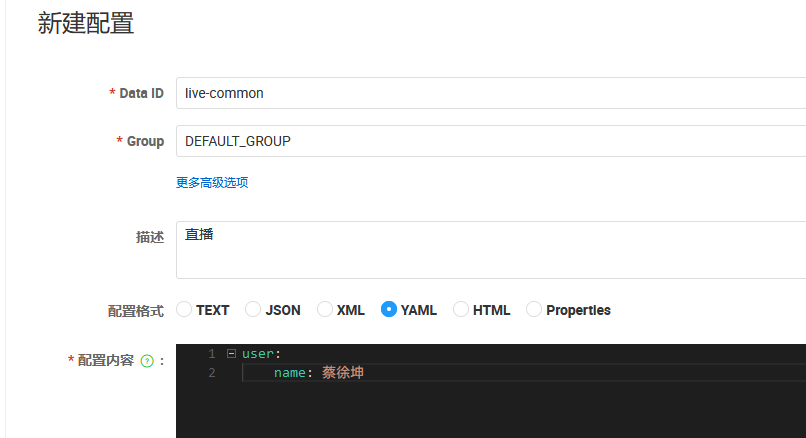 新建配置
* Data ID live-common
* Group DEFAULT_GROUP
更多高级选项
描述 直播
配置格式 TEXT JSON XML YAML HTML Properties
* 配置内容 ? :
1 user:
2 name: 蔡徐坤